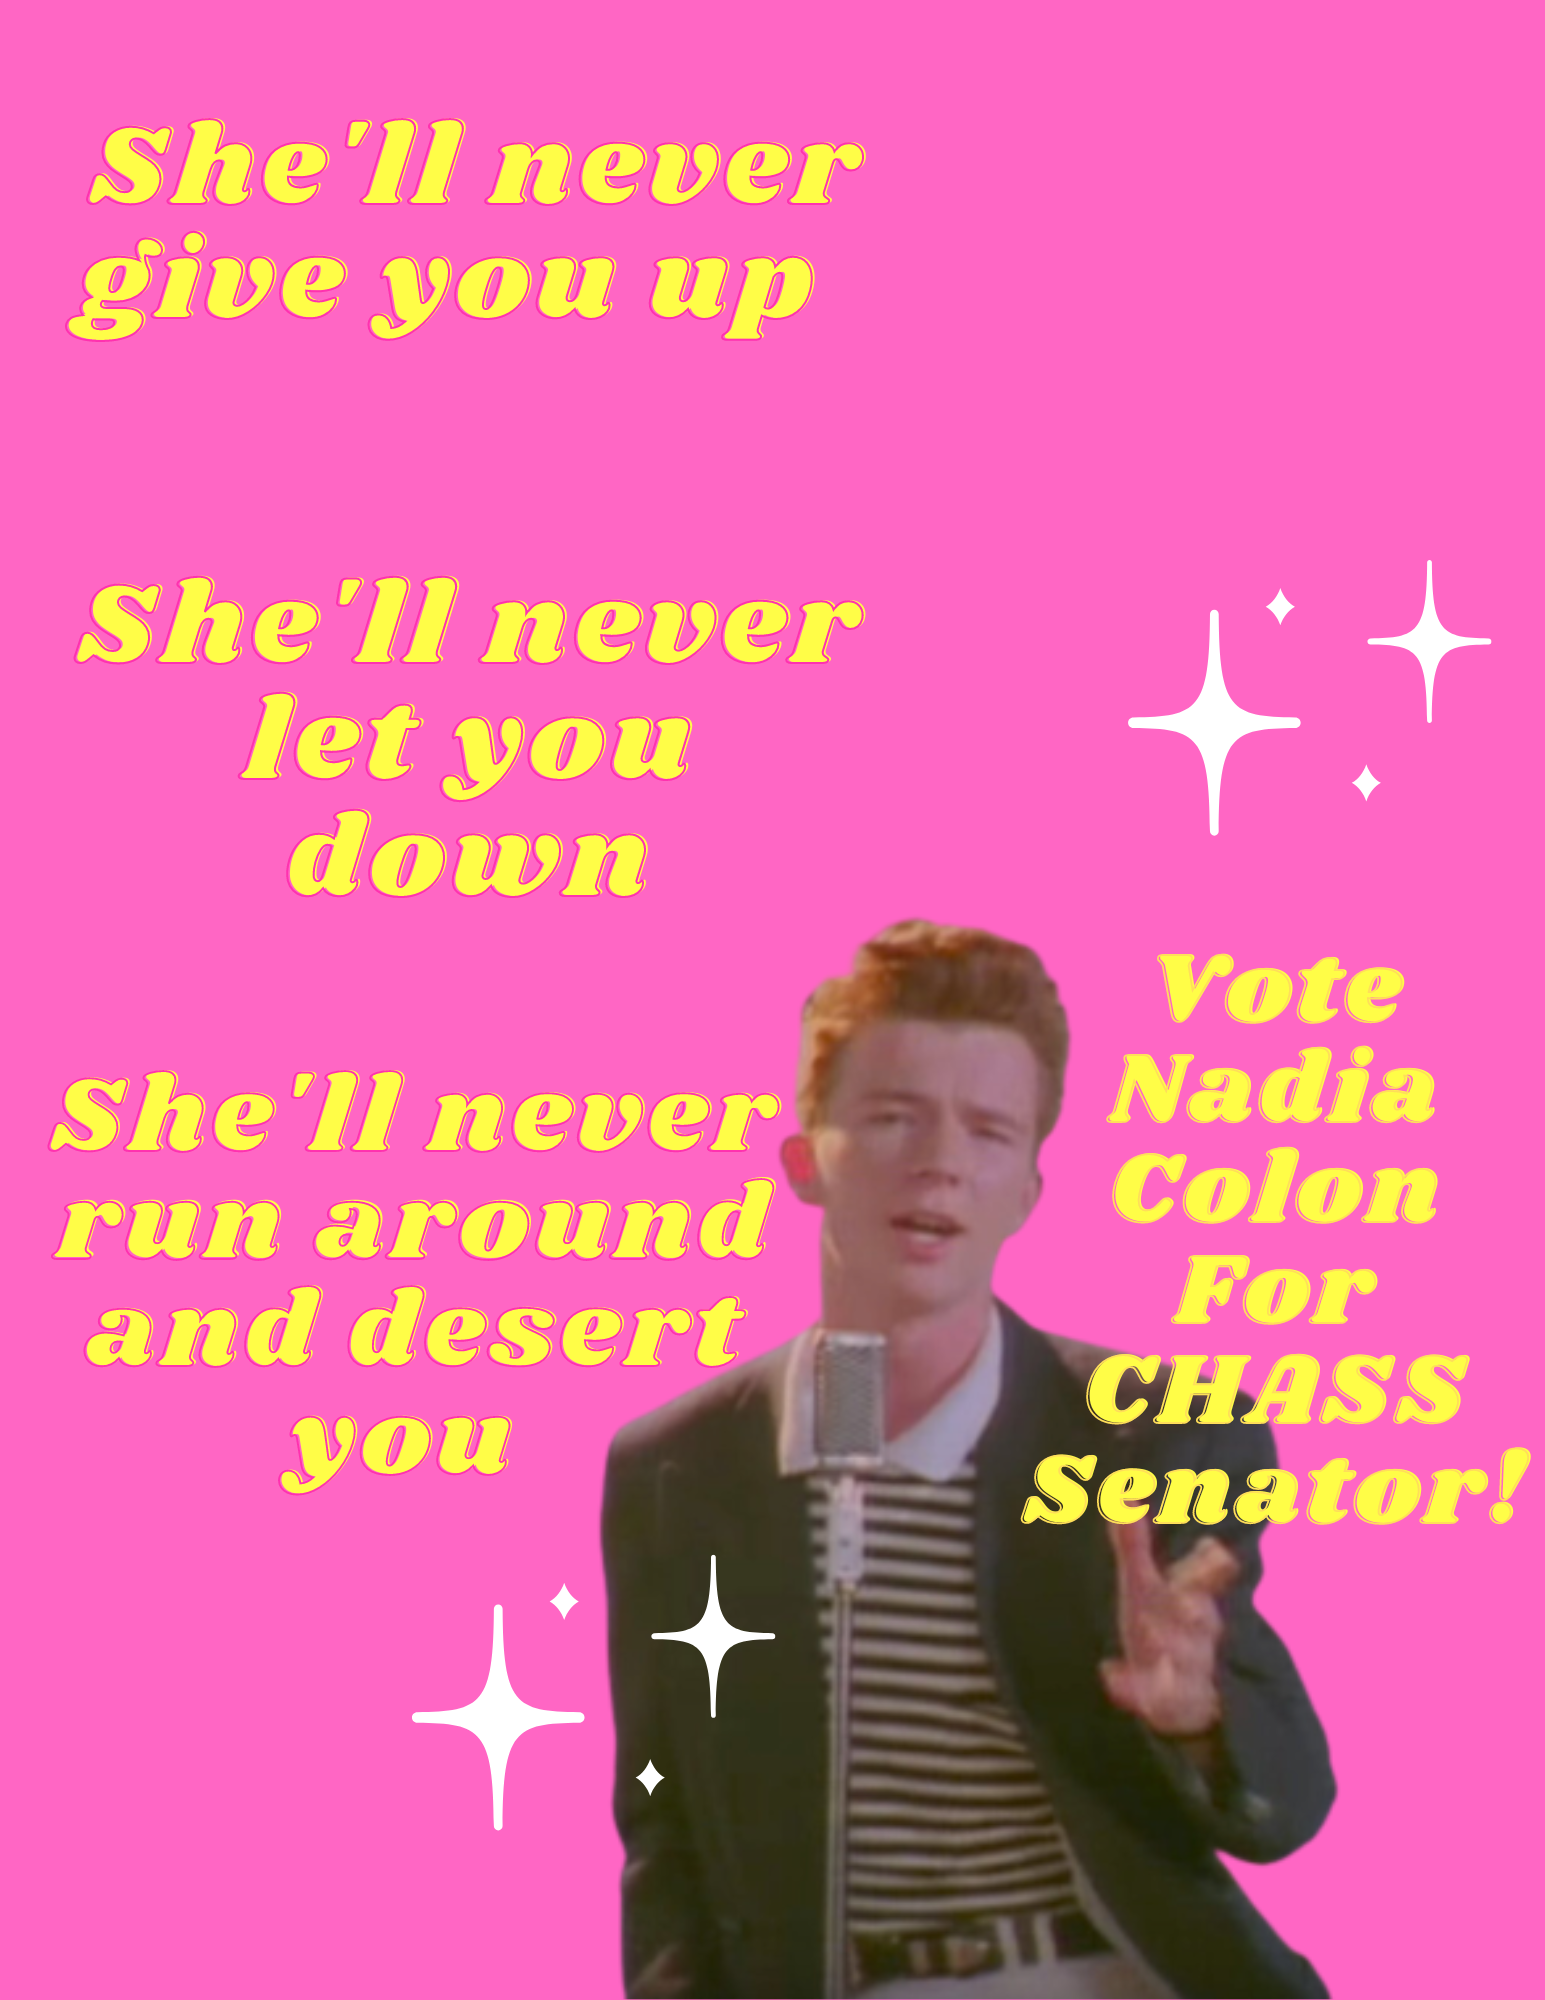 She'll never
give you up
She'll never
let you
down
She'll never
run around
and desert
you
Vote
Nadia
Colon
For
CHASS
Senator!